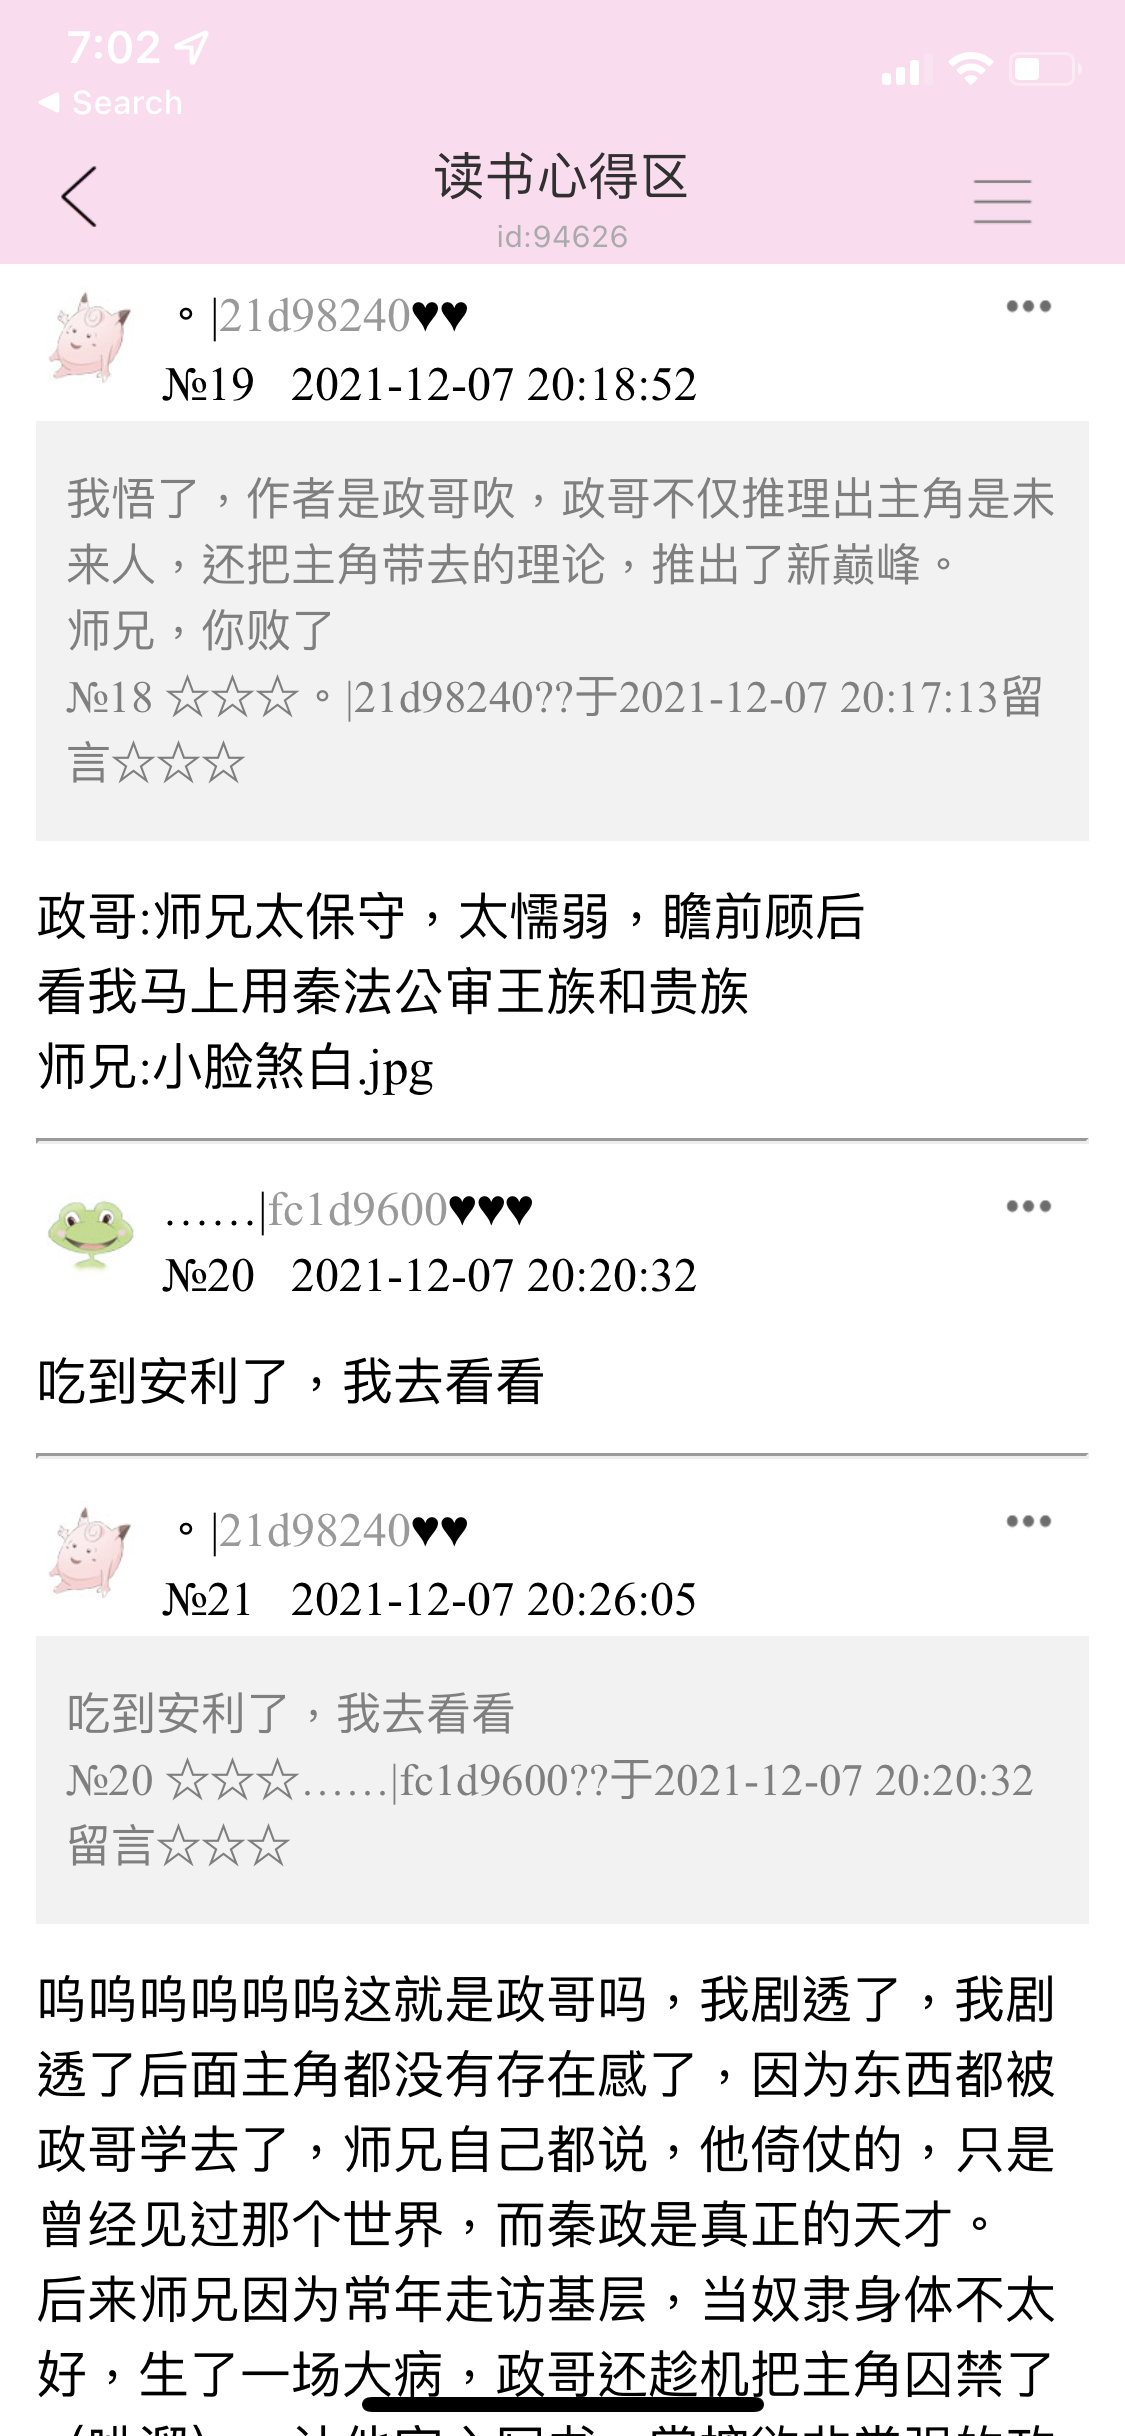 7:02
Search
读书心得区
id:94626
。|21d98240♥♥
№19 2021-12-07 20:18:52
我悟了，作者是政哥吹，政哥不仅推理出主角是未
来人，还把主角带去的理论，推出了新巅峰。
师兄，你败了
№18 ☆☆☆。|21d98240??于2021-12-07 20:17:13留
言☆☆☆
政哥:师兄太保守，太懦弱，瞻前顾后
看我马上用秦法公审王族和贵族
师兄:小脸煞白.jpg
……|fc1d9600♥♥♥
№20 2021-12-07 20:20:32
吃到安利了，我去看看
。|21d98240♥♥
№21 2021-12-07 20:26:05
吃到安利了，我去看看
№20 ☆☆☆……|fc1d9600??于2021-12-07 20:20:32
留言☆☆☆
呜呜呜呜呜呜这就是政哥吗，我剧透了，我剧
透了后面主角都没有存在感了，因为东西都被
政哥学去了，师兄自己都说，他倚仗的，只是
曾经见过那个世界，而秦政是真正的天才。
后来师兄因为常年走访基层，当奴隶身体不太
好，生了一场大病，政哥还趁机把主角囚禁了